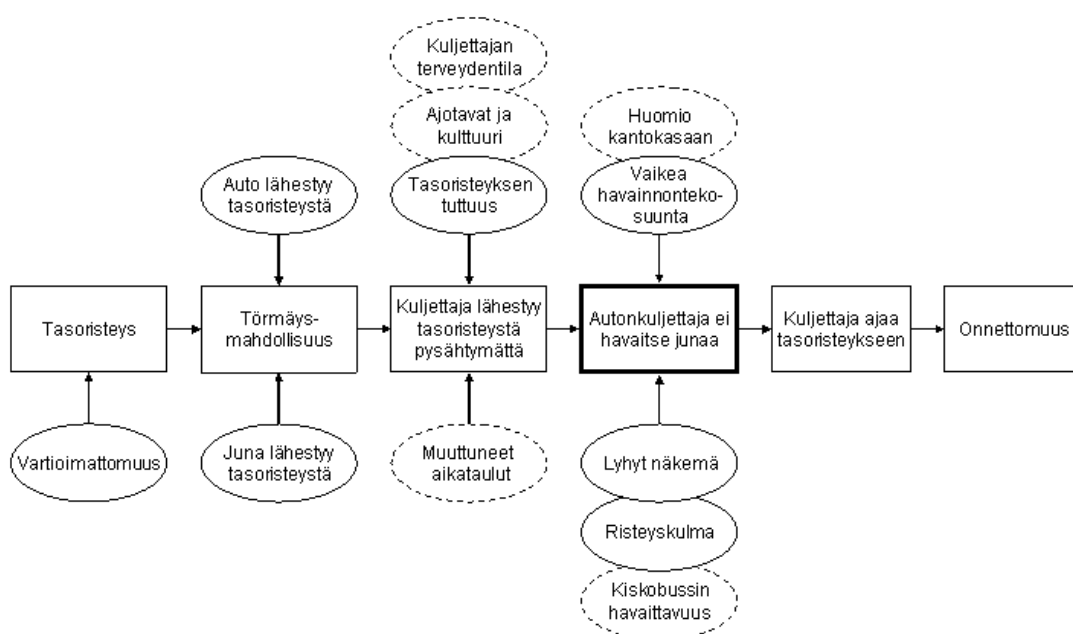 Kuljettajan
terveydentila
Ajotavat ja
kulttuuri
Huomio
kantokasaan
Auto lähestyy
tasoristeystä
Tasoristeyksen
tuttuus
Vaikea
havainnonteko-
suunta
Tasoristeys
Törmäys-
mahdollisuus
Kuljettaja lähestyy
tasoristeystä
pysähtymättä
Autonkuljettaja ei
havaitse junaa
Kuljettaja ajaa
tasoristeykseen
Onnettomuus
Vartioimattomuus
Juna lähestyy
tasoristeystä
Muuttuneet
aikataulut
Lyhyt näkemä
Risteyskulma
Kiskobussin
havaittavuus